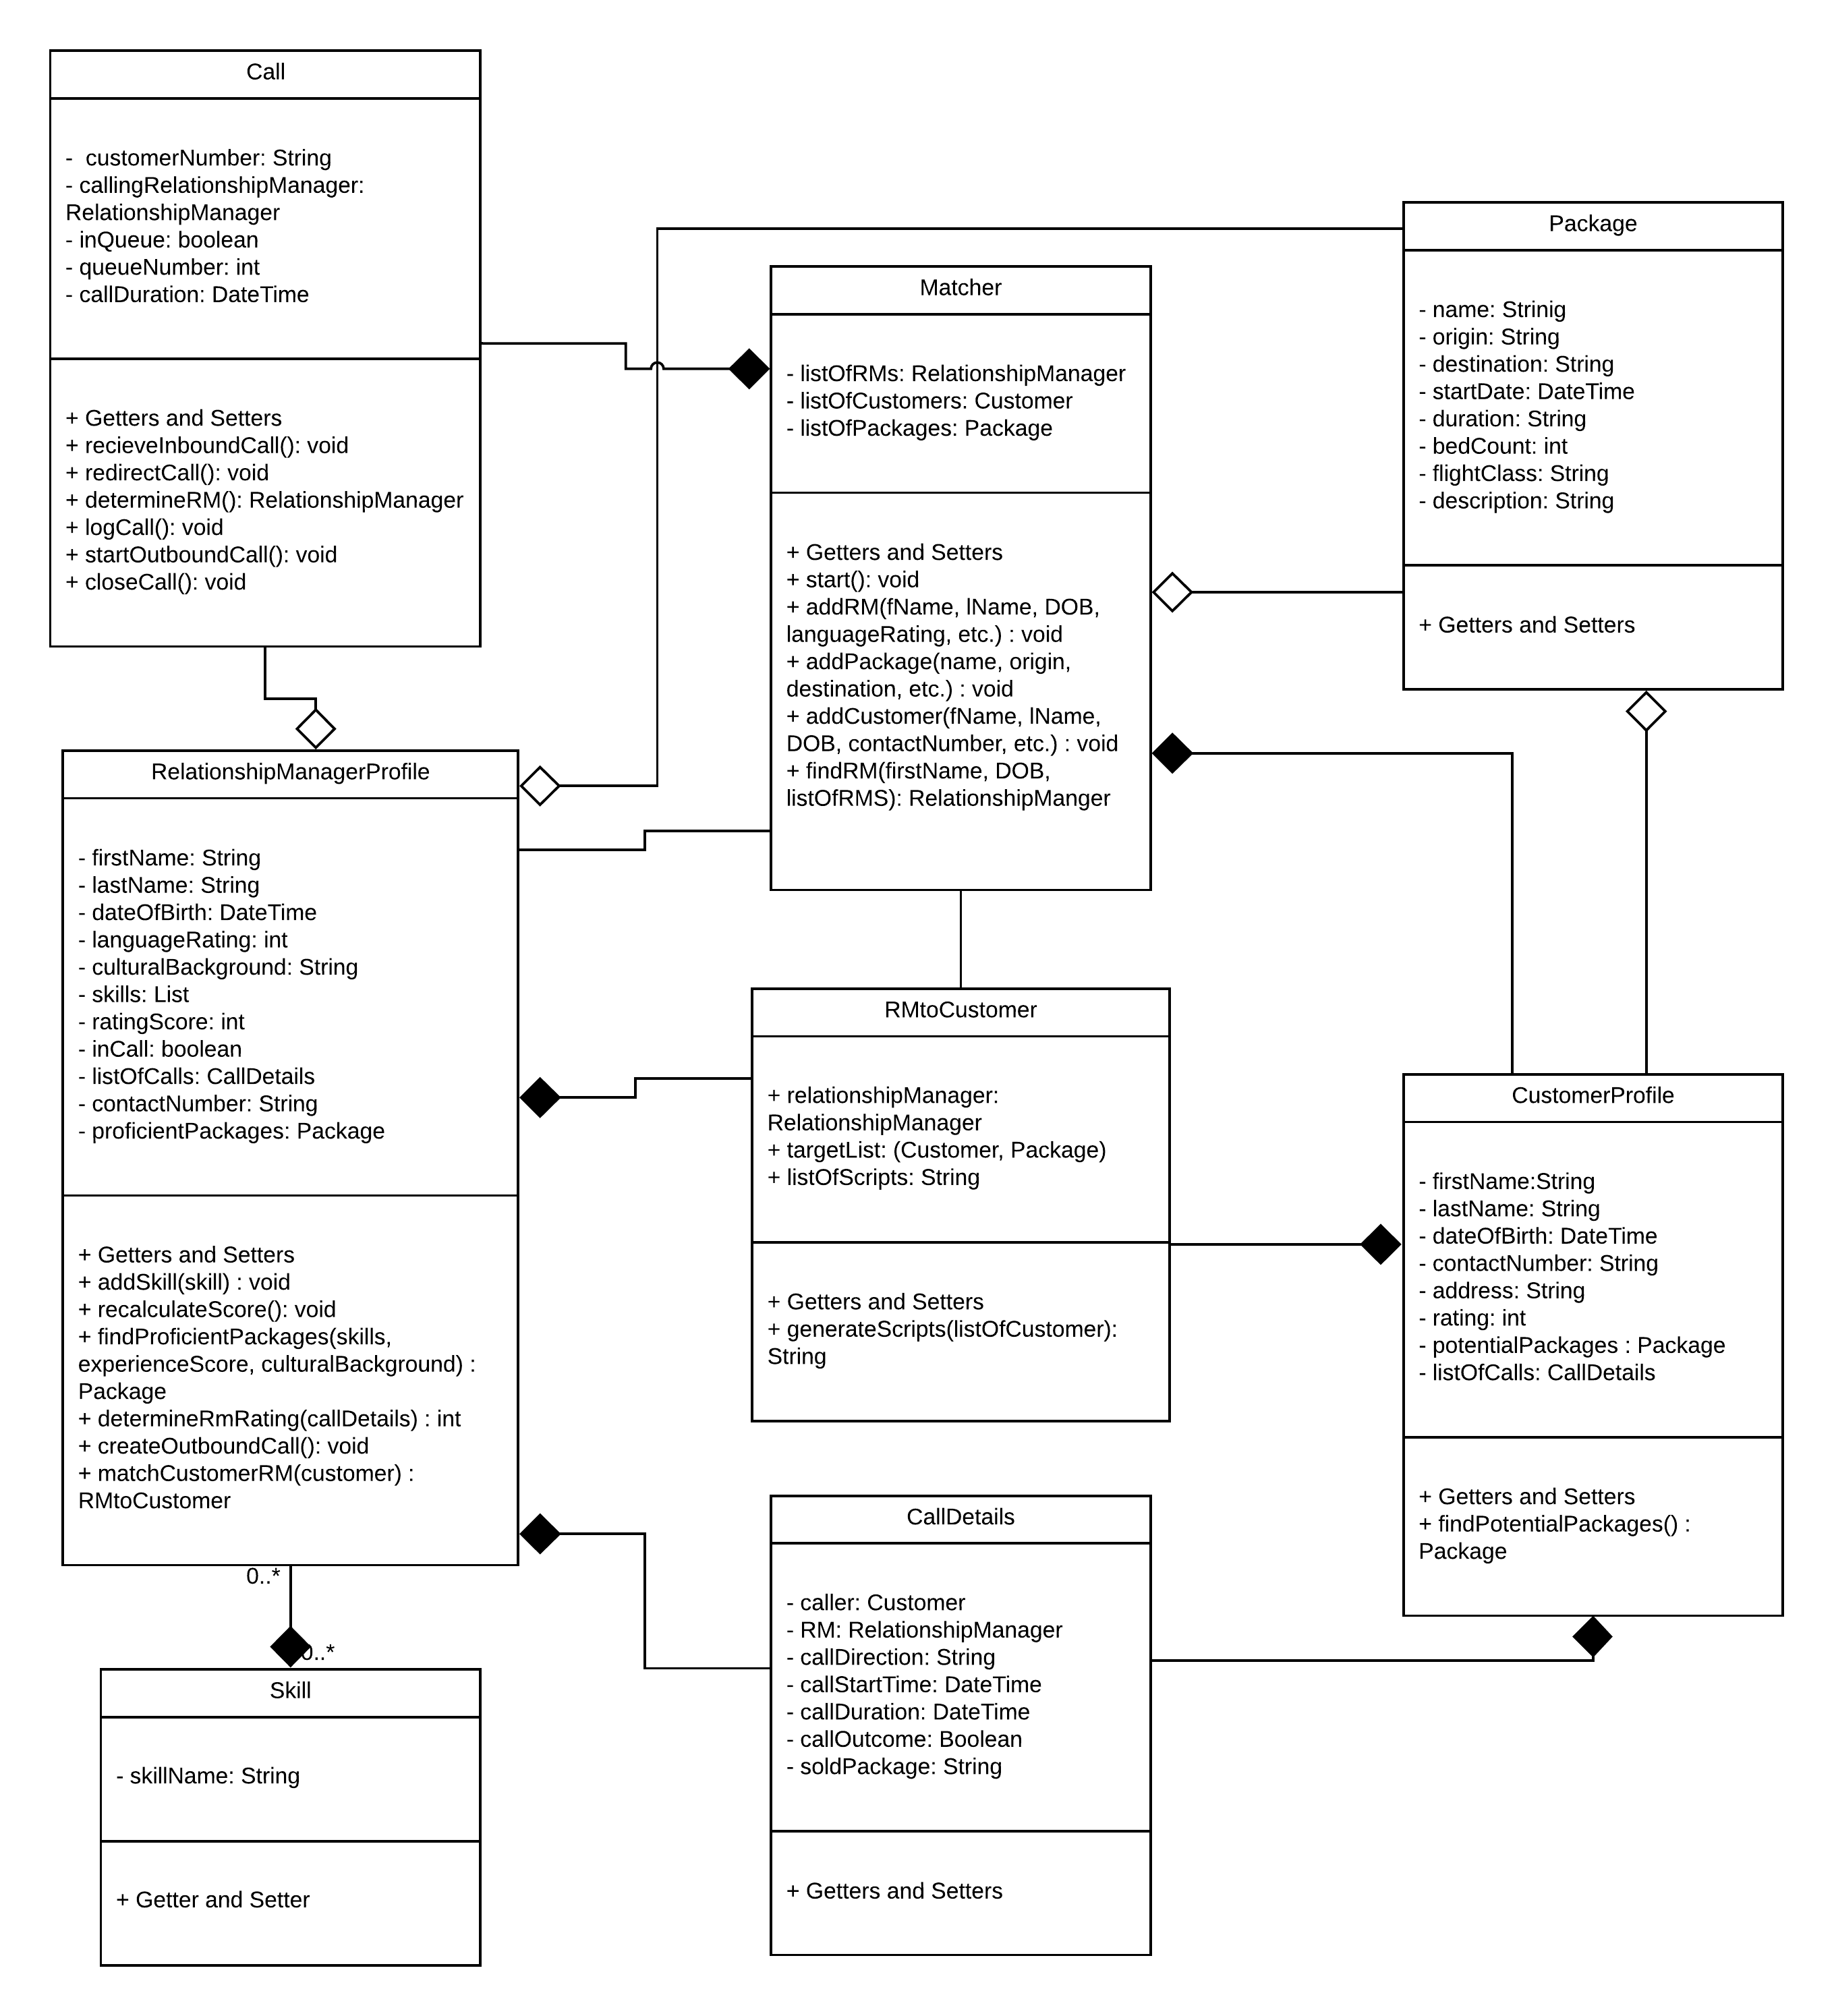 Call
-  customerNumber: String
- callingRelationshipManager:
RelationshipManager
- inQueue: boolean
- queueNumber: int
- callDuration: DateTime
+ Getters and Setters
+ recieveInboundCall(): void
+ redirectCall(): void
+ determineRM(): RelationshipManager
+ logCall(): void
+ startOutboundCall(): void
+ closeCall(): void
Matcher
- listOfRMs: RelationshipManager
- listOfCustomers: Customer
- listOfPackages: Package
+ Getters and Setters
+ start(): void
+ addRM(fName, lName, DOB,
languageRating, etc.) : void
+ addPackage(name, origin,
destination, etc.) : void
+ addCustomer(fName, lName,
DOB, contactNumber, etc.) : void
+ findRM(firstName, DOB,
listOfRMS): RelationshipManger
Package
- name: Strinig
- origin: String
- destination: String
- startDate: DateTime
- duration: String
- bedCount: int
- flightClass: String
- description: String
+ Getters and Setters
RelationshipManagerProfile
- firstName: String
- lastName: String
- dateOfBirth: DateTime
- languageRating: int
- culturalBackground: String
- skills: List
- ratingScore: int
- inCall: boolean
- listOfCalls: CallDetails
- contactNumber: String
- proficientPackages: Package
+ Getters and Setters
+ addSkill(skill) : void
+ recalculateScore(): void
+ findProficientPackages(skills,
experienceScore, culturalBackground) :
Package
+ determineRmRating(callDetails) : int
+ createOutboundCall(): void
+ matchCustomerRM(customer) :
RMtoCustomer
0..*
0..*
RMtoCustomer
+ relationshipManager:
RelationshipManager
+ targetList: (Customer, Package)
+ listOfScripts: String
+ Getters and Setters
+ generateScripts(listOfCustomer):
String
CustomerProfile
- firstName:String
- lastName: String
- dateOfBirth: DateTime
- contactNumber: String
- address: String
- rating: int
- potentialPackages : Package
- listOfCalls: CallDetails
+ Getters and Setters
+ findPotentialPackages() :
Package
Skill
- skillName: String
+ Getter and Setter
CallDetails
- caller: Customer
- RM: RelationshipManager
- callDirection: String
- callStartTime: DateTime
- callDuration: DateTime
- callOutcome: Boolean
- soldPackage: String
+ Getters and Setters